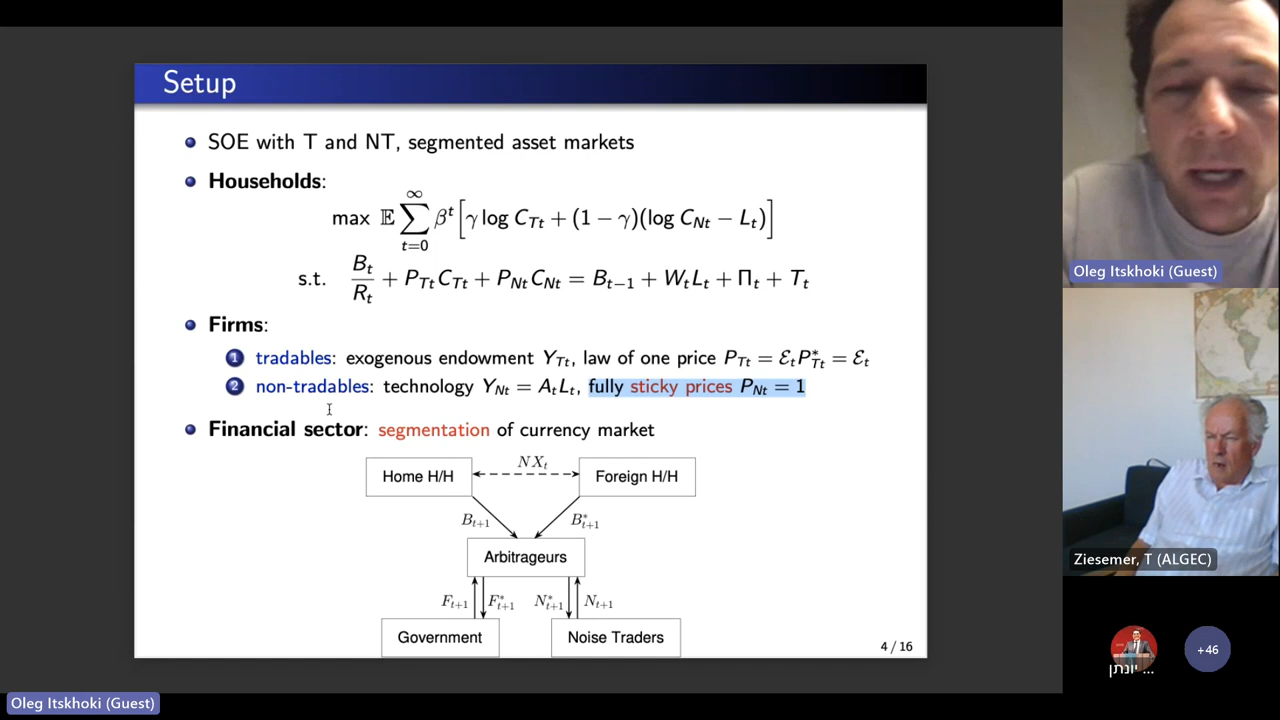 Setup
SOE with T and NT, segmented asset markets
Households:
max 𝔼 ∑_{t=0}^{∞} β^t [γ log C_{Tt} + (1 − γ)(log C_{Nt} − L_t)]
s.t. B_t/R_t + P_{Tt}C_{Tt} + P_{Nt}C_{Nt} = B_{t−1} + W_tL_t + Π_t + T_t
Firms:
1 tradables: exogenous endowment Y_{Tt}, law of one price P_{Tt} = ℰ_tP*_{Tt} = ℰ_t
2 non-tradables: technology Y_{Nt} = A_tL_t, fully sticky prices P_{Nt} = 1
Financial sector: segmentation of currency market
NX_t
Home H/H
Foreign H/H
B_{t+1}
B*_{t+1}
Arbitrageurs
F_{t+1}
F*_{t+1}
N*_{t+1}
N_{t+1}
Government
Noise Traders
4 / 16
Oleg Itskhoki (Guest)
Ziesemer, T (ALGEC)
יונתן ...
+46
Oleg Itskhoki (Guest)